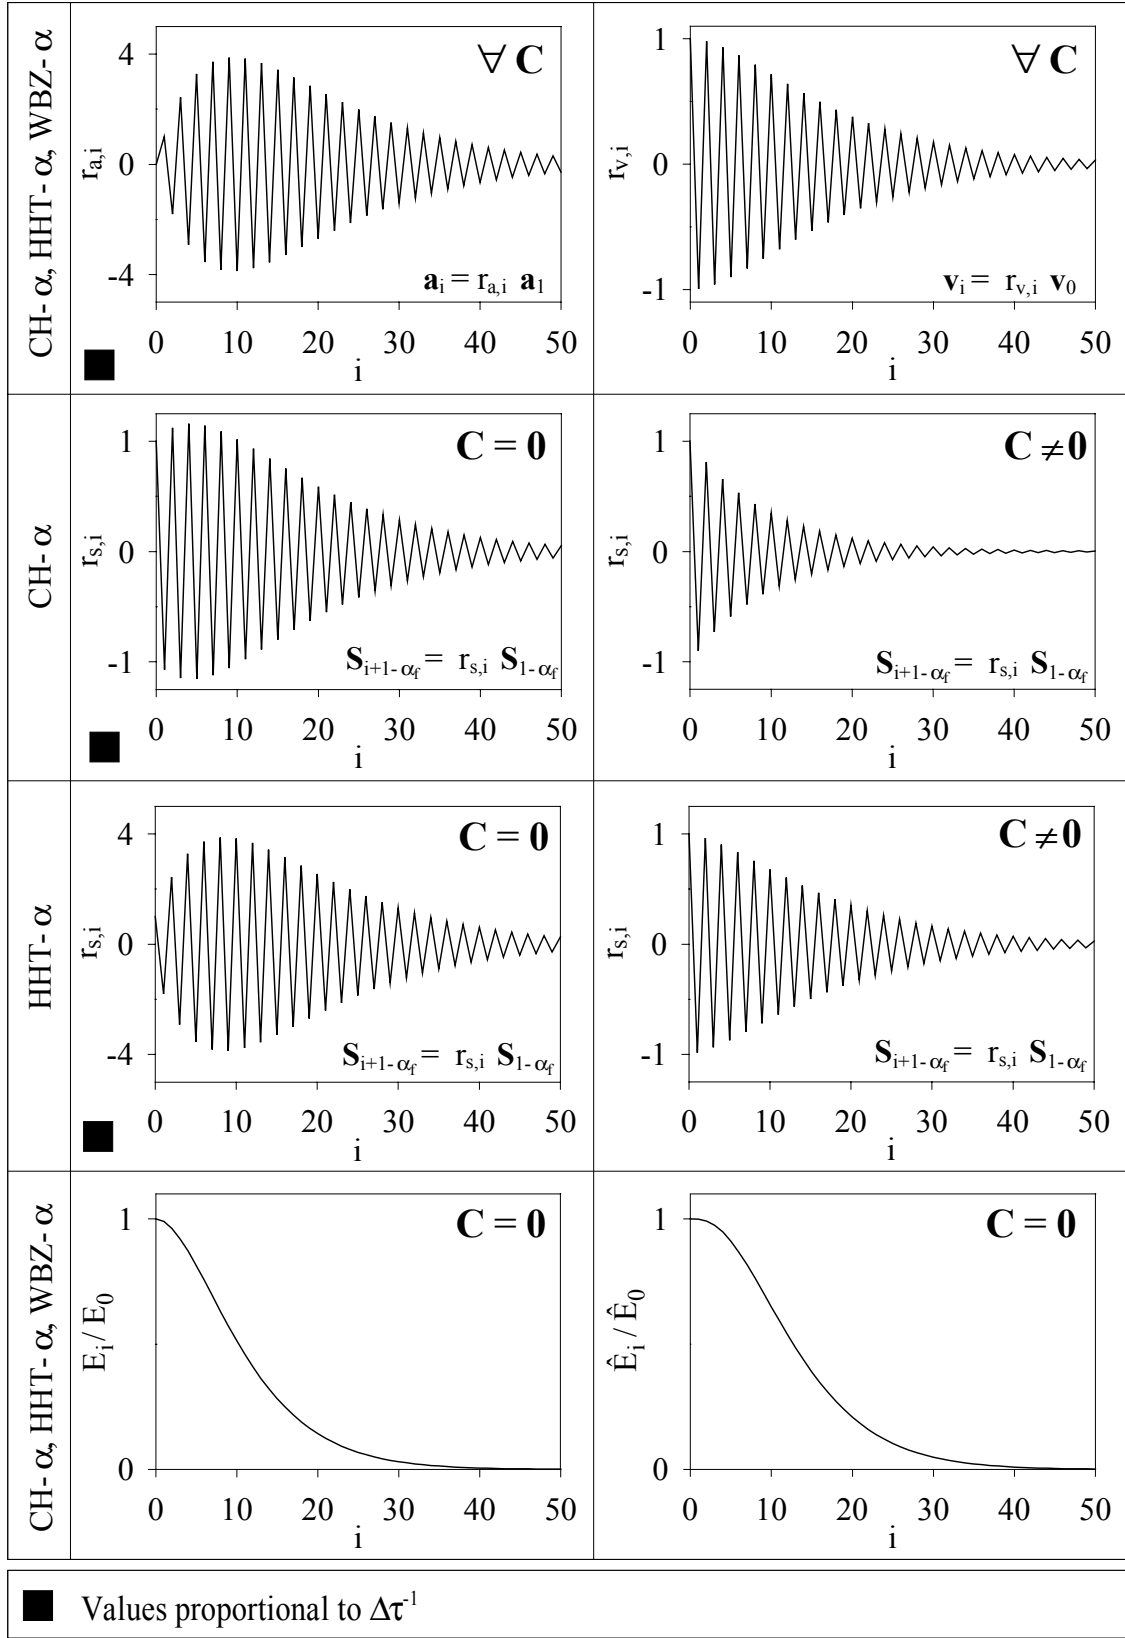 CH- α, HHT- α, WBZ- α
r_{a,i}
4
0
-4
∀ C
a_i = r_{a,i} a_1
0 10 20 30 40 50
i
r_{v,i}
1
0
-1
∀ C
v_i = r_{v,i} v_0
0 10 20 30 40 50
i
CH- α
r_{s,i}
1
0
-1
C = 0
S_{i+1-α_f} = r_{s,i} S_{1-α_f}
0 10 20 30 40 50
i
r_{s,i}
1
0
-1
C ≠ 0
S_{i+1-α_f} = r_{s,i} S_{1-α_f}
0 10 20 30 40 50
i
HHT- α
r_{s,i}
4
0
-4
C = 0
S_{i+1-α_f} = r_{s,i} S_{1-α_f}
0 10 20 30 40 50
i
r_{s,i}
1
0
-1
C ≠ 0
S_{i+1-α_f} = r_{s,i} S_{1-α_f}
0 10 20 30 40 50
i
CH- α, HHT- α, WBZ- α
E_i / E_0
1
0
C = 0
0 10 20 30 40 50
i
Ê_i / Ê_0
1
0
C = 0
0 10 20 30 40 50
i
■ Values proportional to Δτ^{-1}